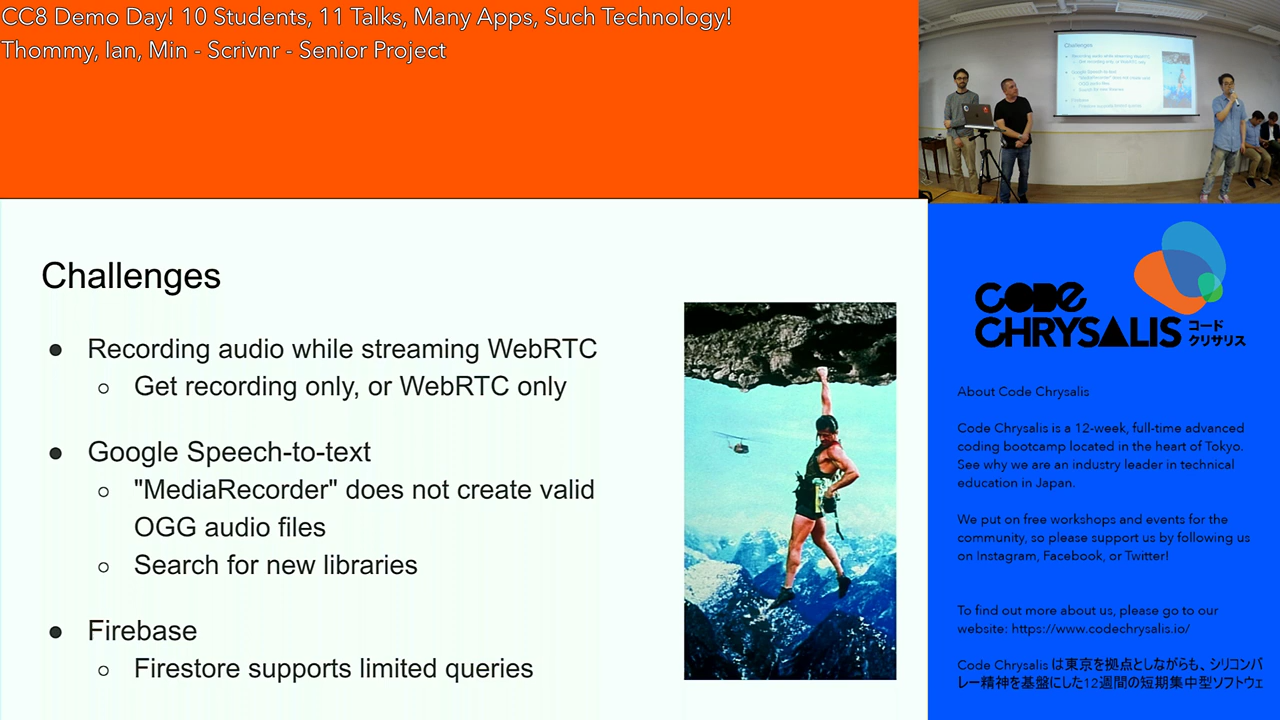 CC8 Demo Day! 10 Students, 11 Talks, Many Apps, Such Technology!
Thommy, Ian, Min - Scrivnr - Senior Project
Challenges
Challenges
• Recording audio while streaming WebRTC
○ Get recording only, or WebRTC only
• Google Speech-to-text
○ "MediaRecorder" does not create valid
OGG audio files
○ Search for new libraries
• Firebase
○ Firestore supports limited queries
CODE
CHRYSALIS
コード
クリサリス
About Code Chrysalis
Code Chrysalis is a 12-week, full-time advanced
coding bootcamp located in the heart of Tokyo.
See why we are an industry leader in technical
education in Japan.
We put on free workshops and events for the
community, so please support us by following us
on Instagram, Facebook, or Twitter!
To find out more about us, please go to our
website: https://www.codechrysalis.io/
Code Chrysalis は東京を拠点としながらも、シリコンバ
レー精神を基盤にした12週間の短期集中型ソフトウェ